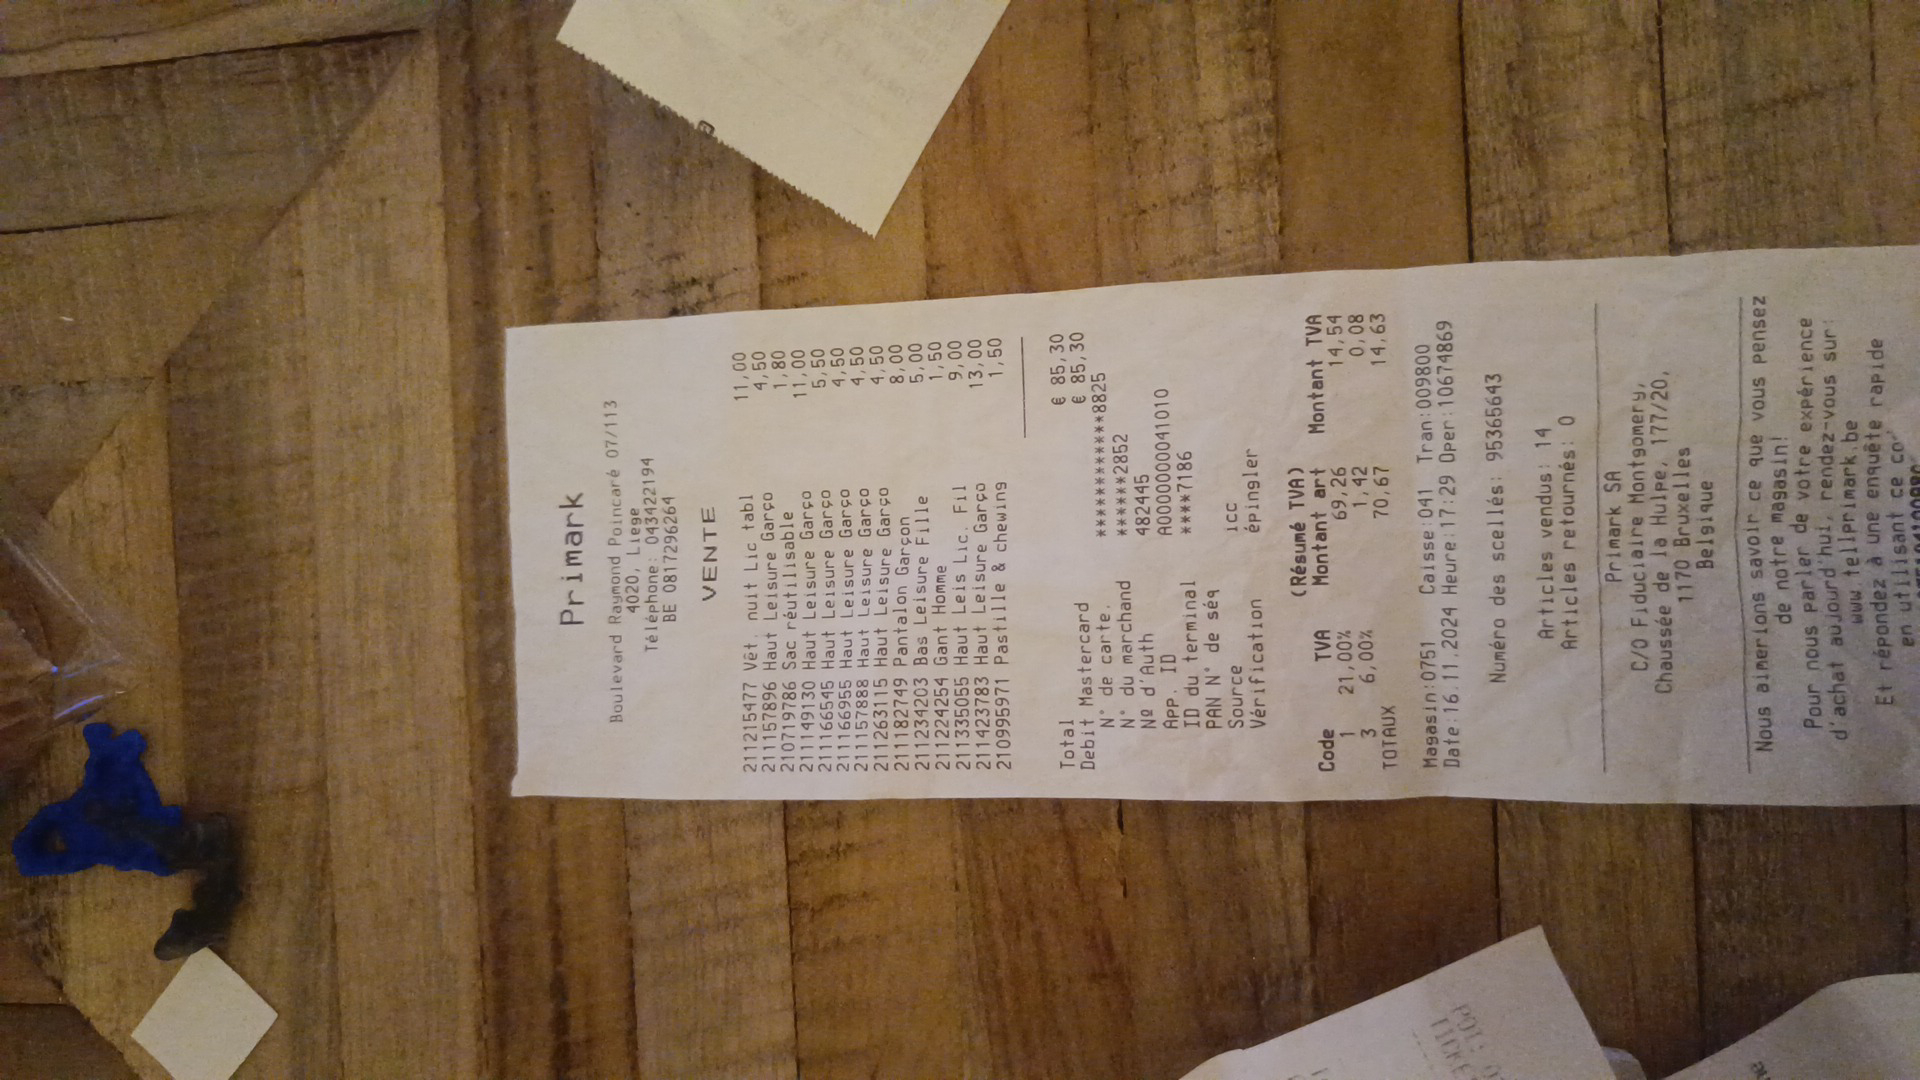 Primark
Boulevard Raymond Poincaré 07/113
4020, Liege
Téléphone: 043422194
BE 0817296264
VENTE
211215477 Vêt. nuit Lic tabl 11,00
211157896 Haut Leisure Garço 4,50
210719786 Sac réutilisable 1,80
211149130 Haut Leisure Garço 11,00
211166545 Haut Leisure Garço 5,50
211166955 Haut Leisure Garço 4,50
211157888 Haut Leisure Garço 4,50
211263115 Haut Leisure Garço 4,50
211182749 Pantalon Garçon 8,00
211234203 Bas Leisure Fille 5,00
211224254 Gant Homme 1,50
211335055 Haut Leis Lic. Fil 9,00
211423783 Haut Leisure Garço 13,00
210995971 Pastille & chewing 1,50
Total € 85,30
Debit Mastercard € 85,30
N° de carte. ************8825
N° du marchand ******2852
Nº d'Auth 482445
App. ID A0000000041010
ID du terminal ****7186
PAN N° de séq
Source icc
Vérification épingler
(Résumé TVA)
Code TVA Montant art Montant TVA
1 21,00% 69,26 14,54
3 6,00% 1,42 0,08
TOTAUX 70,67 14,63
Magasin:0751 Caisse:041 Tran:009800
Date:16.11.2024 Heure:17:29 Oper:10674869
Numéro des scellés: 95365643
Articles vendus: 14
Articles retournés: 0
Primark SA
C/O Fiduciaire Montgomery,
Chaussée de la Hulpe, 177/20,
1170 Bruxelles
Belgique
Nous aimerions savoir ce que vous pensez
de notre magasin!
Pour nous parler de votre expérience
d'achat aujourd'hui, rendez-vous sur:
www.tellprimark.be
Et répondez à une enquête rapide
en utilisant ce